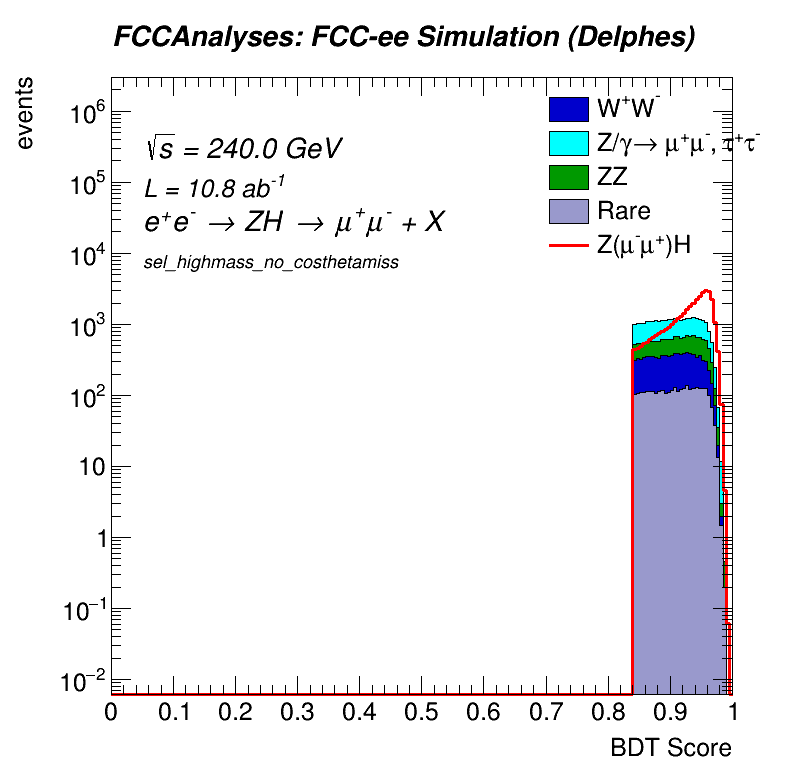 FCCAnalyses: FCC-ee Simulation (Delphes)
events
√s = 240.0 GeV
L = 10.8 ab⁻¹
e⁺e⁻ → ZH → μ⁺μ⁻ + X
sel_highmass_no_costhetamiss
W⁺W⁻
Z/γ→ μ⁺μ⁻, τ⁺τ⁻
ZZ
Rare
Z(μ⁻μ⁺)H
10⁶
10⁵
10⁴
10³
10²
10
1
10⁻¹
10⁻²
0 0.1 0.2 0.3 0.4 0.5 0.6 0.7 0.8 0.9 1
BDT Score